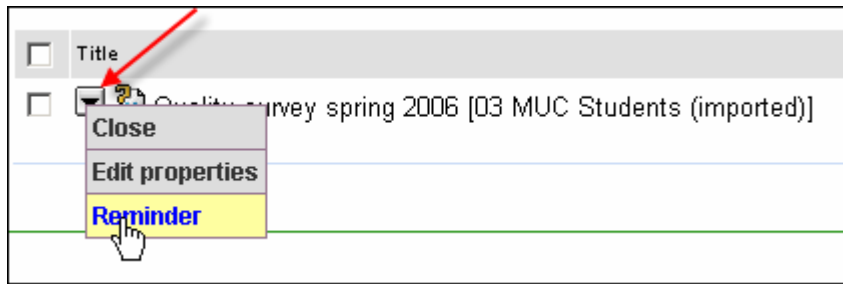 Title
Quality survey spring 2006 [03 MUC Students (imported)]
Close
Edit properties
Reminder